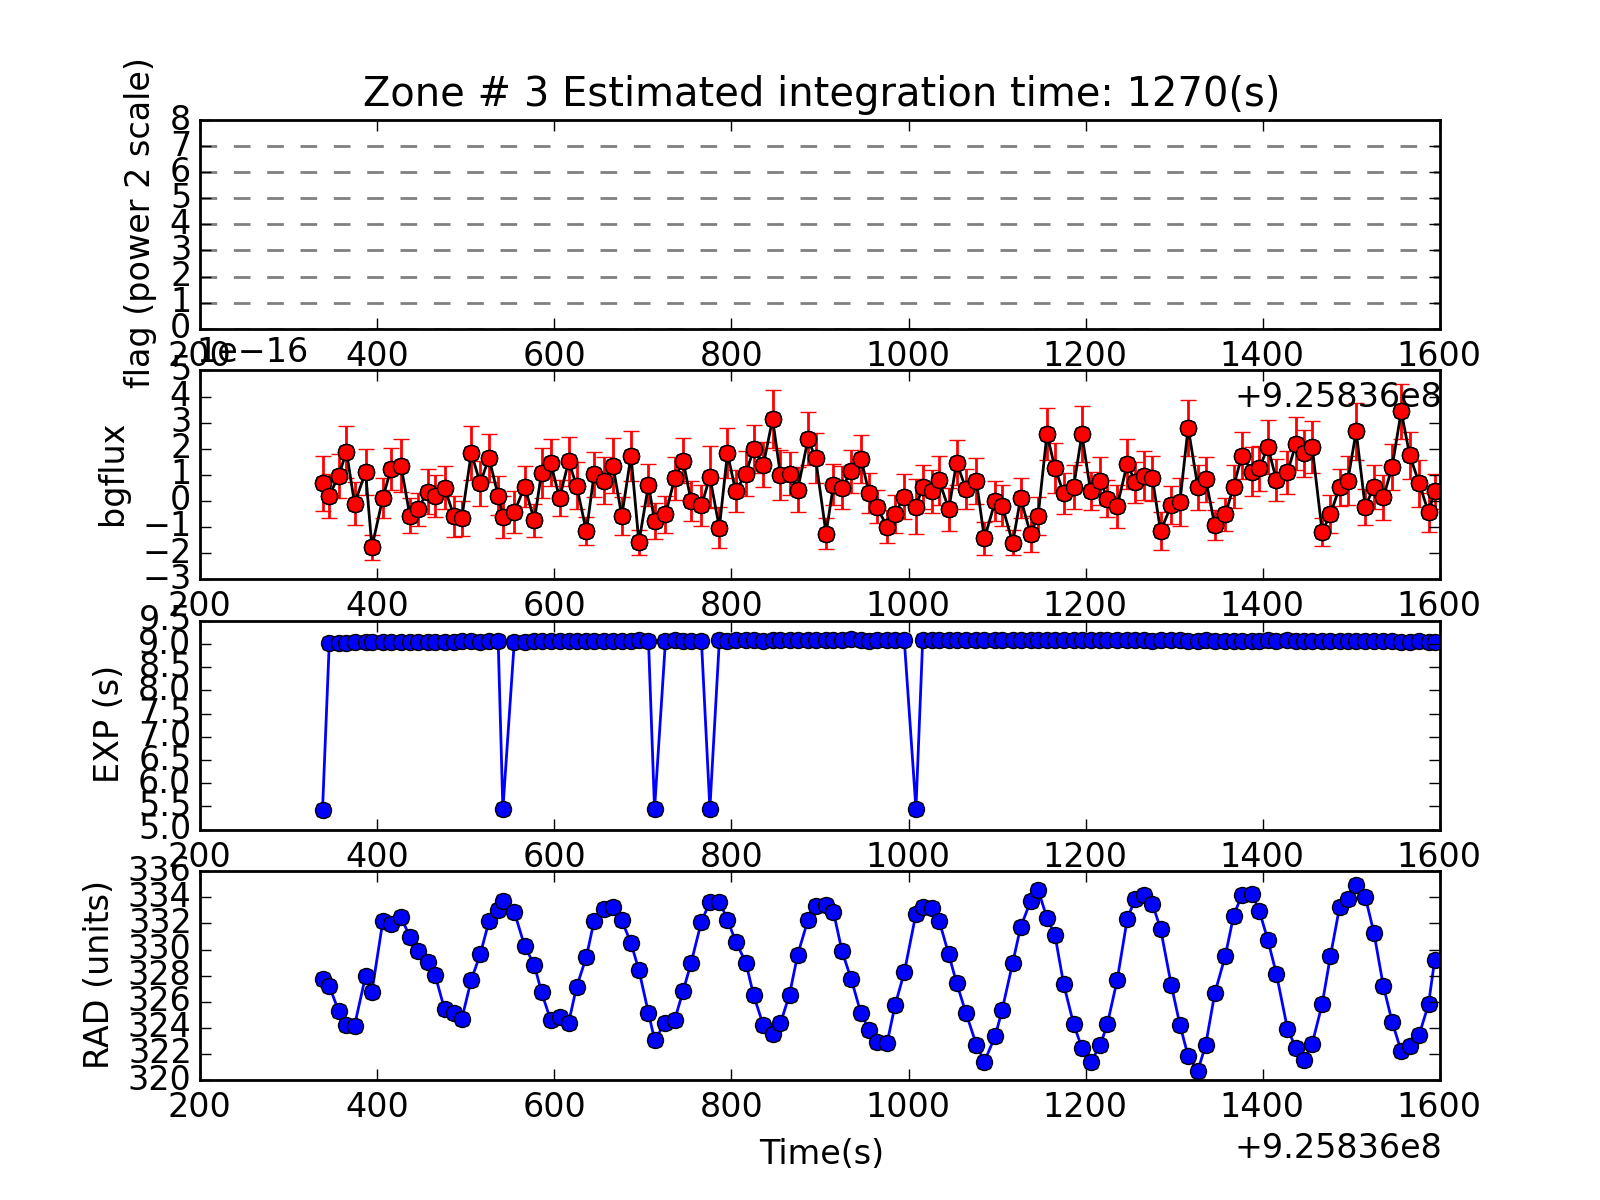 Zone # 3 Estimated integration time: 1270(s)
flag (power 2 scale)
8
7
6
5
4
3
2
1
0
200 400 600 800 1000 1200 1400 1600
1e−16
+9.25836e8
bgflux
5
4
3
2
1
0
−1
−2
−3
200 400 600 800 1000 1200 1400 1600
EXP (s)
9.5
9.0
8.5
8.0
7.5
7.0
6.5
6.0
5.5
5.0
200 400 600 800 1000 1200 1400 1600
RAD (units)
336
334
332
330
328
326
324
322
320
200 400 600 800 1000 1200 1400 1600
Time(s)
+9.25836e8